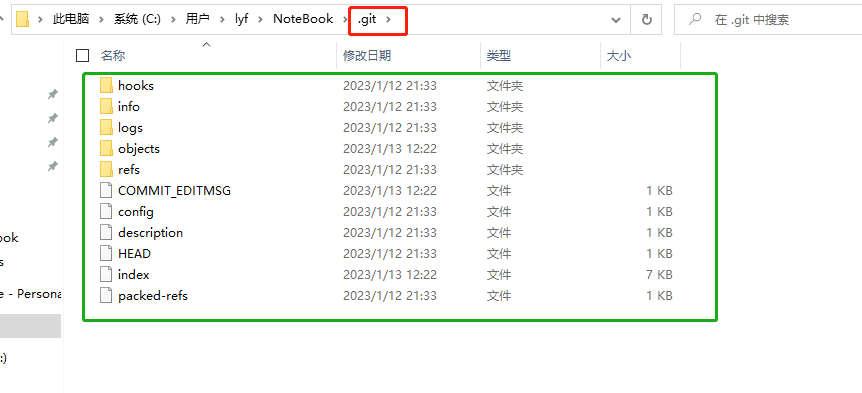 此电脑 > 系统 (C:) > 用户 > lyf > NoteBook > .git >
在 .git 中搜索
名称 修改日期 类型 大小
hooks 2023/1/12 21:33 文件夹
info 2023/1/12 21:33 文件夹
logs 2023/1/12 21:33 文件夹
objects 2023/1/13 12:22 文件夹
refs 2023/1/12 21:33 文件夹
COMMIT_EDITMSG 2023/1/13 12:22 文件 1 KB
config 2023/1/12 21:33 文件 1 KB
description 2023/1/12 21:33 文件 1 KB
HEAD 2023/1/12 21:33 文件 1 KB
index 2023/1/13 12:22 文件 7 KB
packed-refs 2023/1/12 21:33 文件 1 KB
ook
s
e - Persona
:)